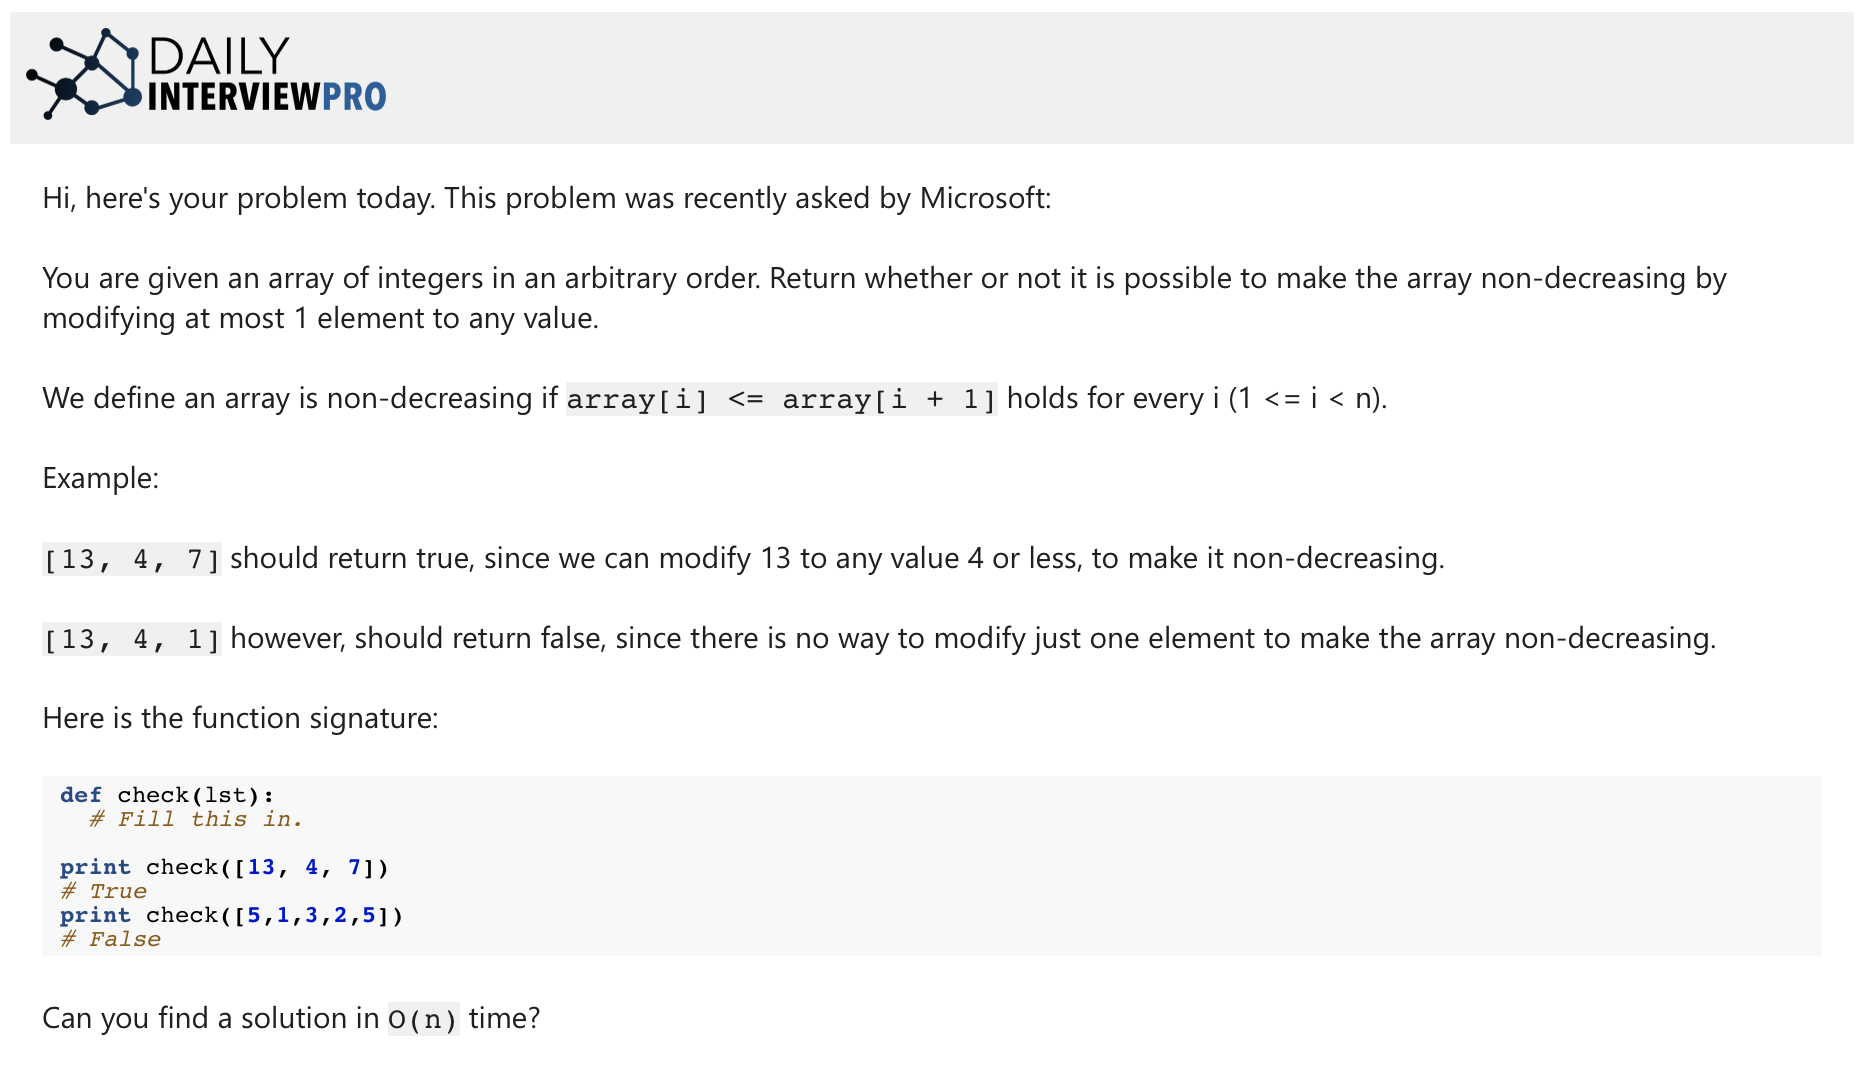 DAILY
INTERVIEWPRO
Hi, here's your problem today. This problem was recently asked by Microsoft:
You are given an array of integers in an arbitrary order. Return whether or not it is possible to make the array non-decreasing by
modifying at most 1 element to any value.
We define an array is non-decreasing if array[i] <= array[i + 1] holds for every i (1 <= i < n).
Example:
[13, 4, 7] should return true, since we can modify 13 to any value 4 or less, to make it non-decreasing.
[13, 4, 1] however, should return false, since there is no way to modify just one element to make the array non-decreasing.
Here is the function signature:
def check(lst):
  # Fill this in.
print check([13, 4, 7])
# True
print check([5,1,3,2,5])
# False
Can you find a solution in O(n) time?